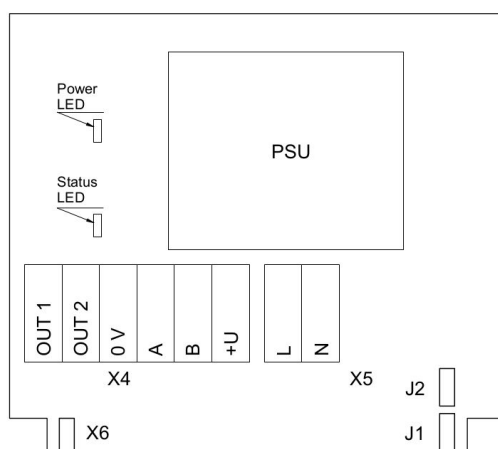 Power
LED
PSU
Status
LED
OUT 1
OUT 2
0 V
A
B
+U
L
N
X4
X5
J2
X6
J1